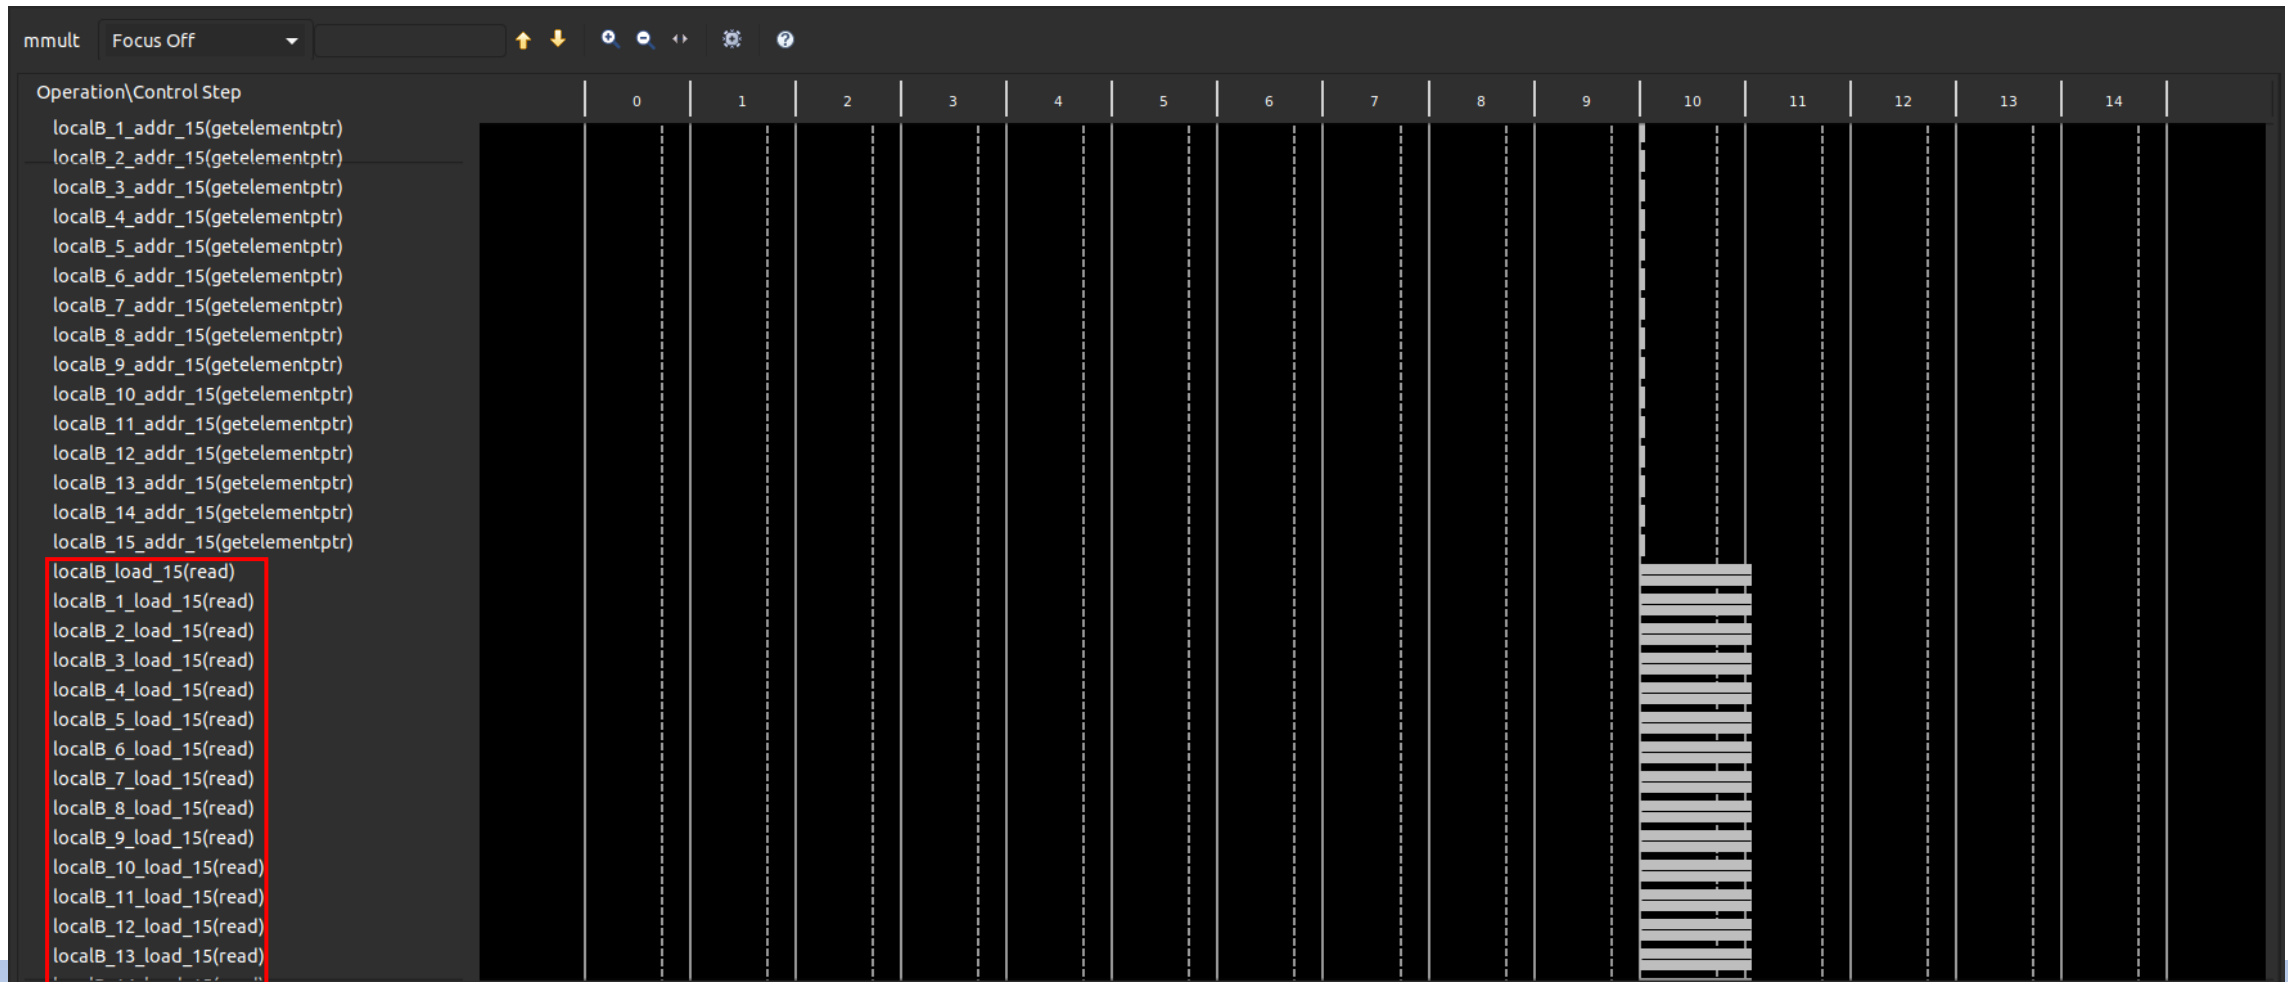 mmult Focus Off
Operation\Control Step 0 1 2 3 4 5 6 7 8 9 10 11 12 13 14
localB_1_addr_15(getelementptr)
localB_2_addr_15(getelementptr)
localB_3_addr_15(getelementptr)
localB_4_addr_15(getelementptr)
localB_5_addr_15(getelementptr)
localB_6_addr_15(getelementptr)
localB_7_addr_15(getelementptr)
localB_8_addr_15(getelementptr)
localB_9_addr_15(getelementptr)
localB_10_addr_15(getelementptr)
localB_11_addr_15(getelementptr)
localB_12_addr_15(getelementptr)
localB_13_addr_15(getelementptr)
localB_14_addr_15(getelementptr)
localB_15_addr_15(getelementptr)
localB_load_15(read)
localB_1_load_15(read)
localB_2_load_15(read)
localB_3_load_15(read)
localB_4_load_15(read)
localB_5_load_15(read)
localB_6_load_15(read)
localB_7_load_15(read)
localB_8_load_15(read)
localB_9_load_15(read)
localB_10_load_15(read)
localB_11_load_15(read)
localB_12_load_15(read)
localB_13_load_15(read)